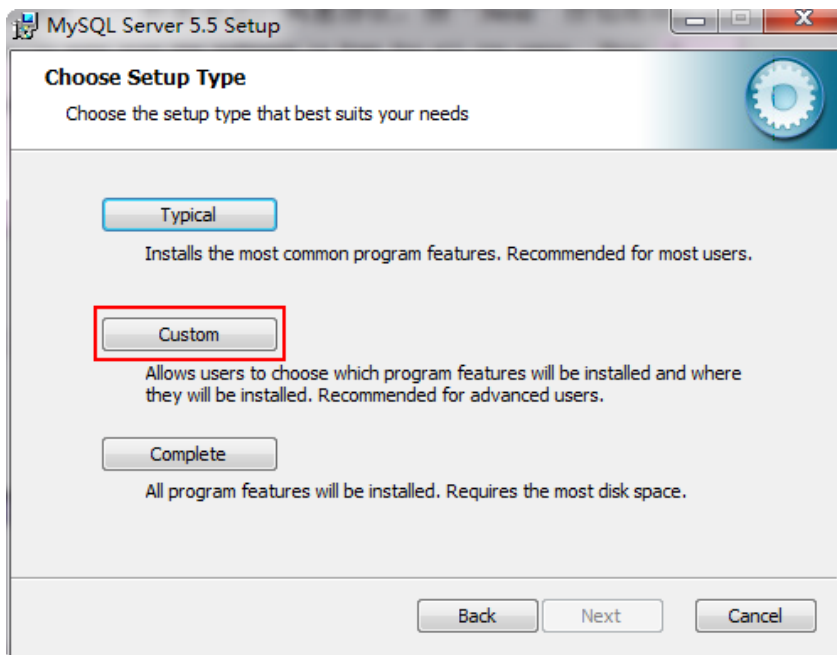 MySQL Server 5.5 Setup
Choose Setup Type
Choose the setup type that best suits your needs
Typical
Installs the most common program features. Recommended for most users.
Custom
Allows users to choose which program features will be installed and where
they will be installed. Recommended for advanced users.
Complete
All program features will be installed. Requires the most disk space.
Back
Next
Cancel